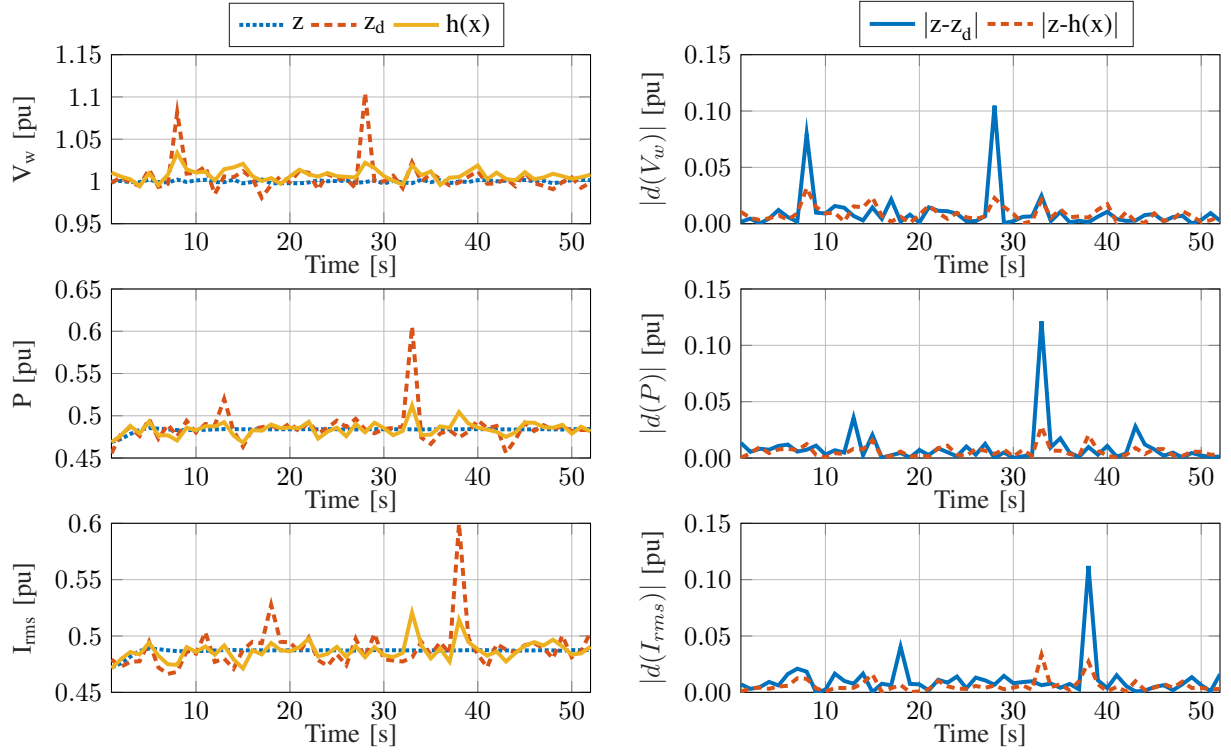 z z_d h(x)
1.15
1.1
1.05
1
0.95
V_w [pu]
10 20 30 40 50
Time [s]
|z-z_d| |z-h(x)|
0.15
0.10
0.05
0.00
|d(V_w)| [pu]
10 20 30 40 50
Time [s]
0.65
0.6
0.55
0.5
0.45
P [pu]
10 20 30 40 50
Time [s]
0.15
0.10
0.05
0.00
|d(P)| [pu]
10 20 30 40 50
Time [s]
0.6
0.55
0.5
0.45
I_rms [pu]
10 20 30 40 50
Time [s]
0.15
0.10
0.05
0.00
|d(I_rms)| [pu]
10 20 30 40 50
Time [s]